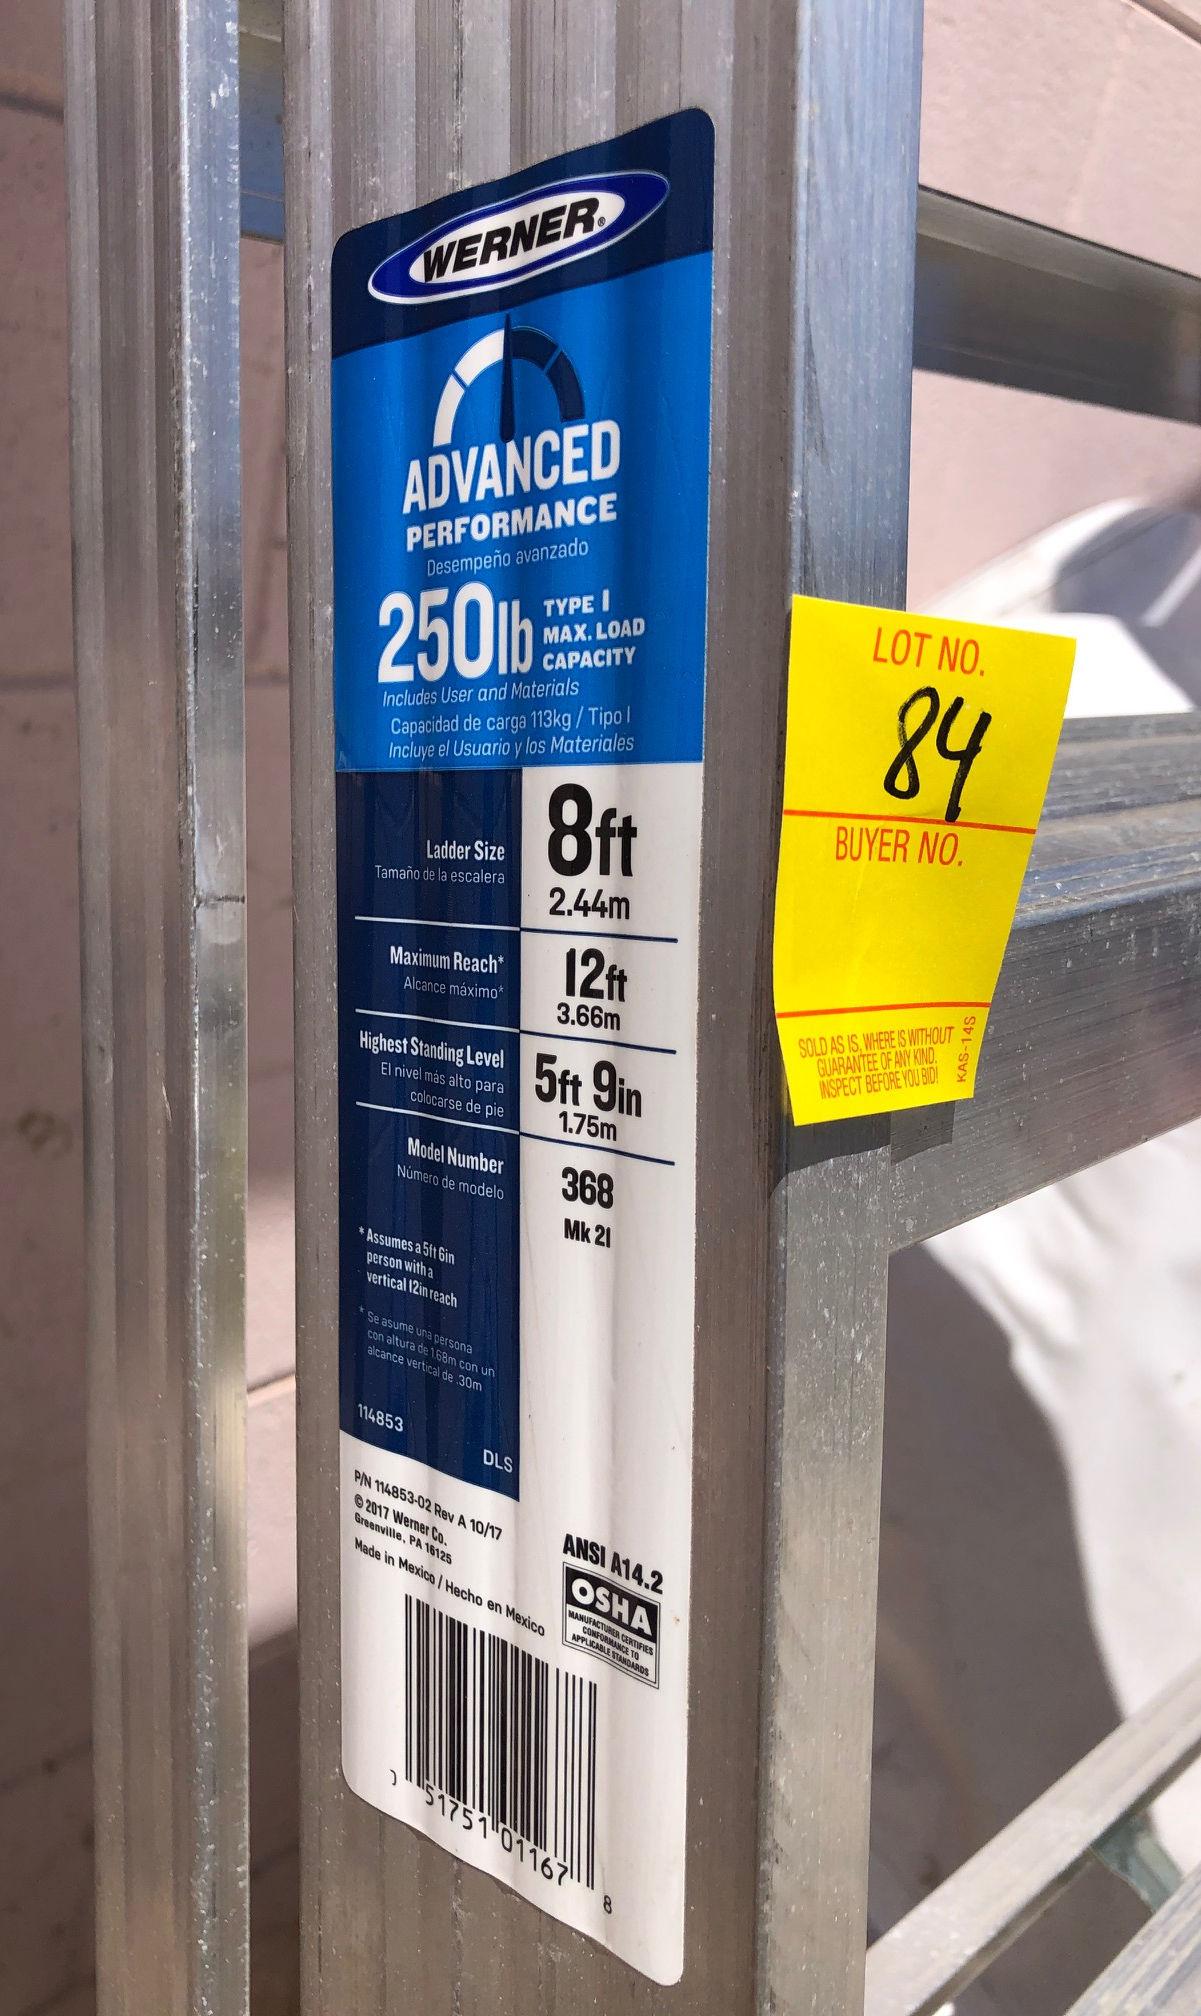 WERNER®
ADVANCED
PERFORMANCE
Desempeño avanzado
250lb TYPE I
MAX. LOAD
CAPACITY
Includes User and Materials
Capacidad de carga 113kg / Tipo I
Incluye el Usuario y los Materiales
Ladder Size
Tamaño de la escalera
8ft
2.44m
Maximum Reach*
Alcance máximo*
12ft
3.66m
Highest Standing Level
El nivel más alto para
colocarse de pie
5ft 9in
1.75m
Model Number
Número de modelo
368
Mk 21
* Assumes a 5ft 6in
person with a
vertical 12in reach
* Se asume una persona
con altura de 1.68m con un
alcance vertical de .30m
114853
DLS
P/N 114853-02 Rev A 10/17
© 2017 Werner Co.
Greenville, PA 16125
Made in Mexico / Hecho en Mexico
ANSI A14.2
OSHA
MANUFACTURER CERTIFIES
CONFORMANCE TO
APPLICABLE STANDARDS
0 51751 01167 8
LOT NO.
84
BUYER NO.
SOLD AS IS, WHERE IS WITHOUT
GUARANTEE OF ANY KIND.
INSPECT BEFORE YOU BID!
KAS-14S